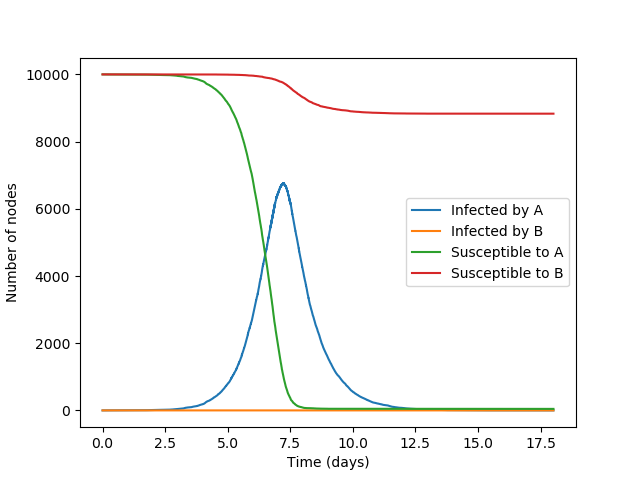 Number of nodes
10000
8000
6000
4000
2000
0
Infected by A
Infected by B
Susceptible to A
Susceptible to B
0.0 2.5 5.0 7.5 10.0 12.5 15.0 17.5
Time (days)